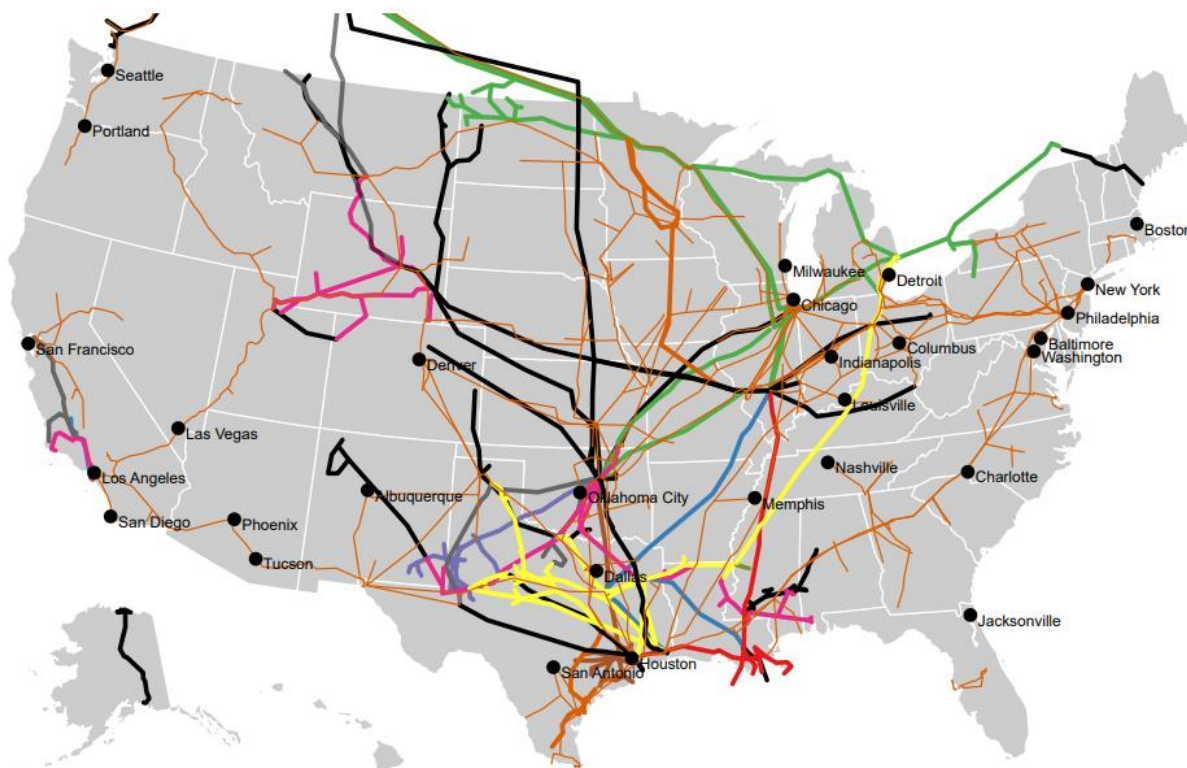 Seattle
Portland
Boston
Milwaukee
Detroit
New York
Chicago
Philadelphia
Baltimore
Columbus
Washington
San Francisco
Indianapolis
Denver
Louisville
Las Vegas
Nashville
Los Angeles
Charlotte
Albuquerque
Oklahoma City
Memphis
San Diego
Phoenix
Tucson
Dallas
Jacksonville
Houston
San Antonio